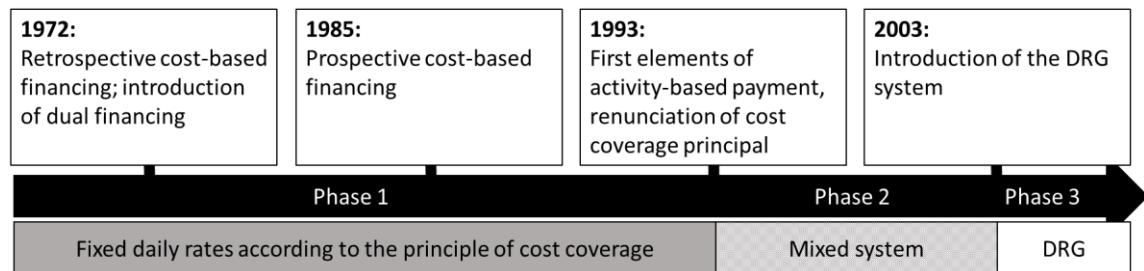 1972:
Retrospective cost-based
financing; introduction
of dual financing
1985:
Prospective cost-based
financing
1993:
First elements of
activity-based payment,
renunciation of cost
coverage principal
2003:
Introduction of the DRG
system
Phase 1
Phase 2
Phase 3
Fixed daily rates according to the principle of cost coverage
Mixed system
DRG